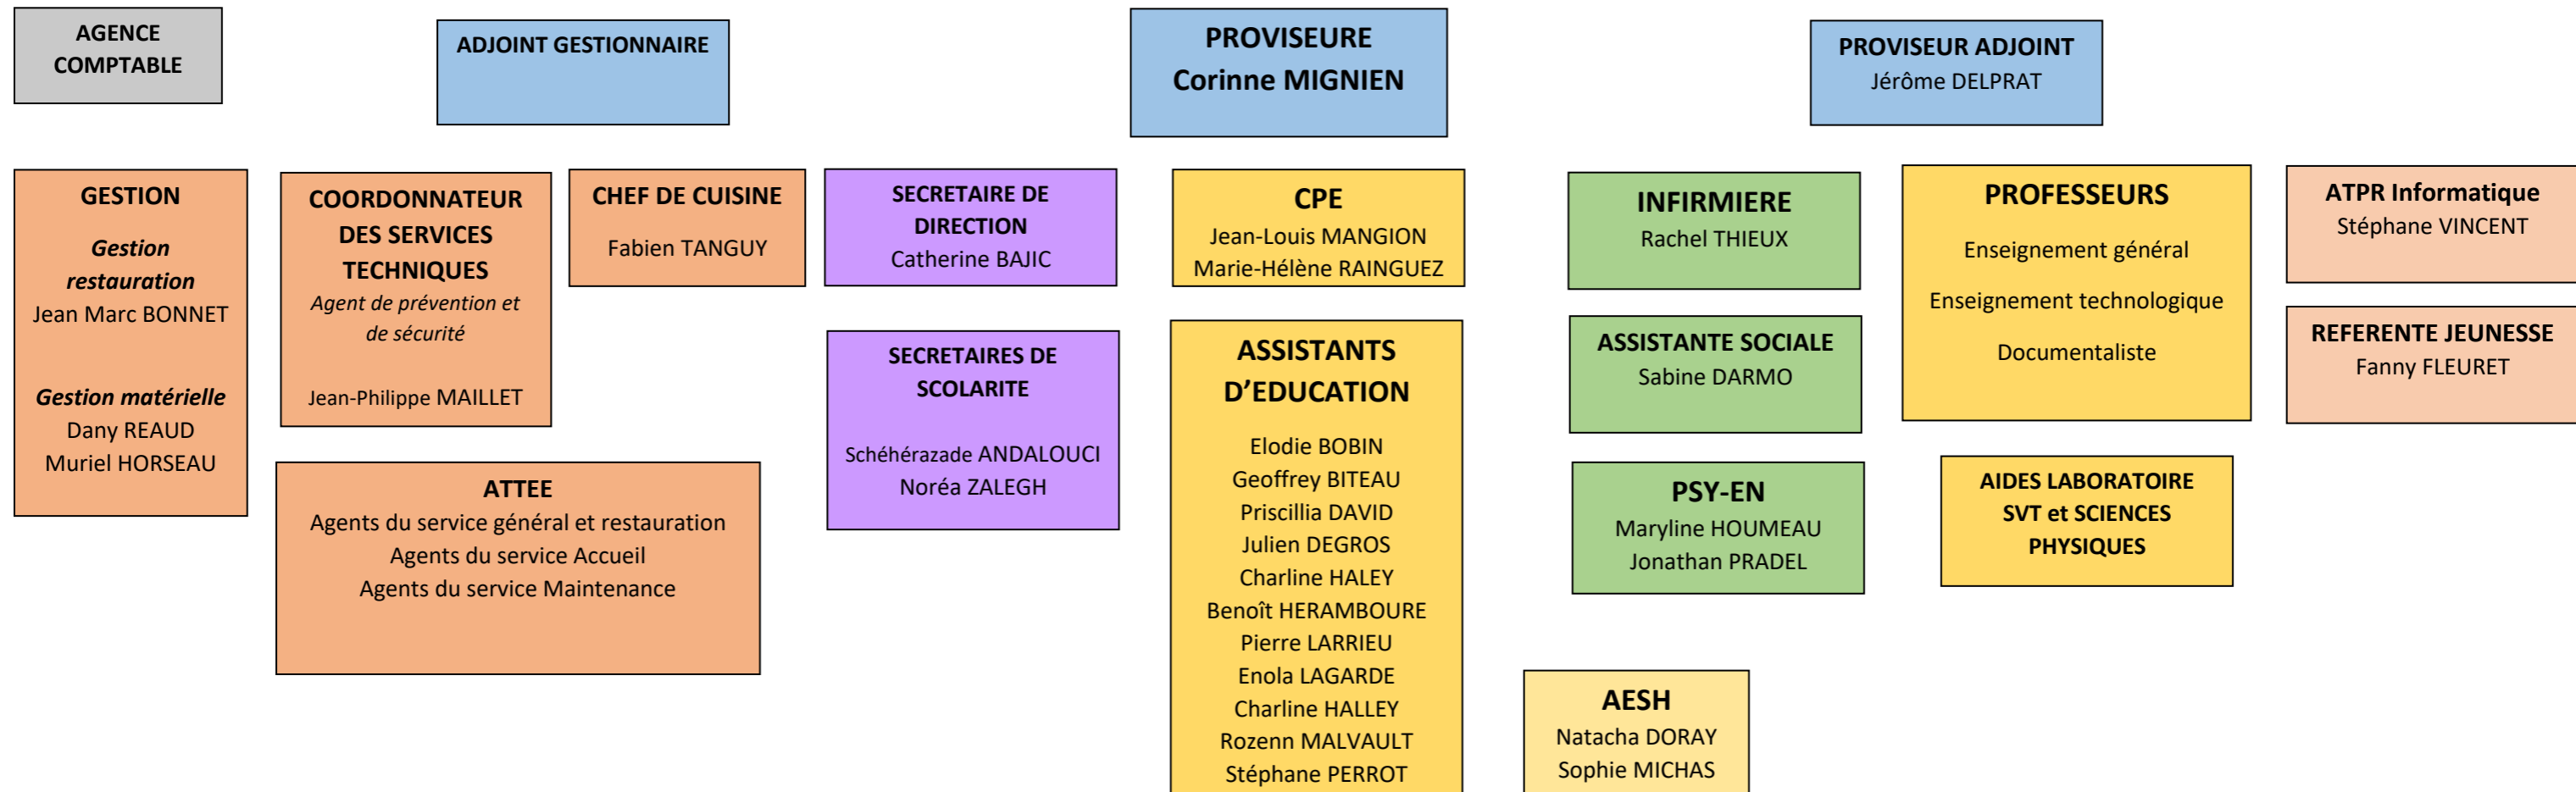 AGENCE
COMPTABLE
ADJOINT GESTIONNAIRE
PROVISEURE
Corinne MIGNIEN
PROVISEUR ADJOINT
Jérôme DELPRAT
GESTION
Gestion
restauration
Jean Marc BONNET
Gestion matérielle
Dany REAUD
Muriel HORSEAU
COORDONNATEUR
DES SERVICES
TECHNIQUES
Agent de prévention et
de sécurité
Jean-Philippe MAILLET
CHEF DE CUISINE
Fabien TANGUY
ATTEE
Agents du service général et restauration
Agents du service Accueil
Agents du service Maintenance
SECRETAIRE DE
DIRECTION
Catherine BAJIC
SECRETAIRES DE
SCOLARITE
Schéhérazade ANDALOUCI
Noréa ZALEGH
CPE
Jean-Louis MANGION
Marie-Hélène RAINGUEZ
ASSISTANTS
D’EDUCATION
Elodie BOBIN
Geoffrey BITEAU
Priscillia DAVID
Julien DEGROS
Charline HALEY
Benoît HERAMBOURE
Pierre LARRIEU
Enola LAGARDE
Charline HALLEY
Rozenn MALVAULT
Stéphane PERROT
INFIRMIERE
Rachel THIEUX
ASSISTANTE SOCIALE
Sabine DARMO
PSY-EN
Maryline HOUMEAU
Jonathan PRADEL
AESH
Natacha DORAY
Sophie MICHAS
PROFESSEURS
Enseignement général
Enseignement technologique
Documentaliste
AIDES LABORATOIRE
SVT et SCIENCES
PHYSIQUES
ATPR Informatique
Stéphane VINCENT
REFERENTE JEUNESSE
Fanny FLEURET